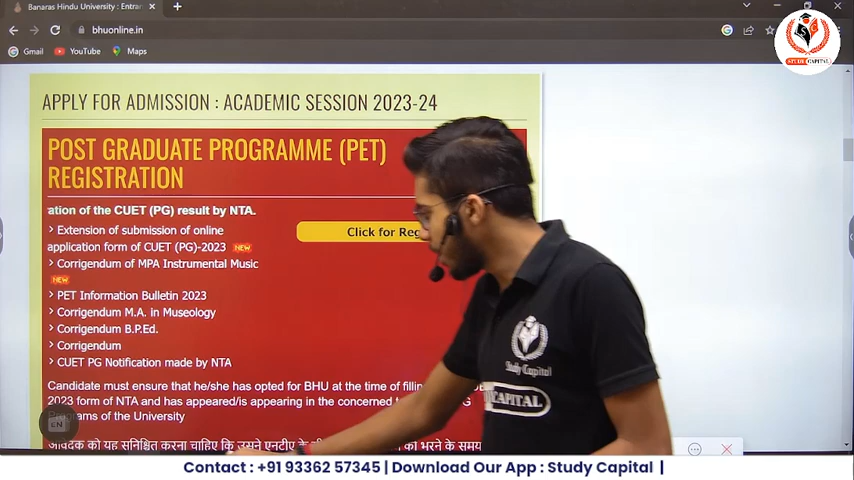 Banaras Hindu University : Entran
bhuonline.in
Gmail YouTube Maps
STUDY CAPITAL
APPLY FOR ADMISSION : ACADEMIC SESSION 2023-24
POST GRADUATE PROGRAMME (PET)
REGISTRATION
ation of the CUET (PG) result by NTA.
Click for Reg
Extension of submission of online
application form of CUET (PG)-2023 NEW
Corrigendum of MPA Instrumental Music
NEW
PET Information Bulletin 2023
Corrigendum M.A. in Museology
Corrigendum B.P.Ed.
Corrigendum
CUET PG Notification made by NTA
Candidate must ensure that he/she has opted for BHU at the time of filling
2023 form of NTA and has appeared/is appearing in the concerned
Programs of the University
EN
आवेदक को यह सुनिश्चित करना चाहिए कि उसने एनटीए के को भरने के समय
Study Capital
CAPITAL
Contact : +91 93362 57345 | Download Our App : Study Capital |